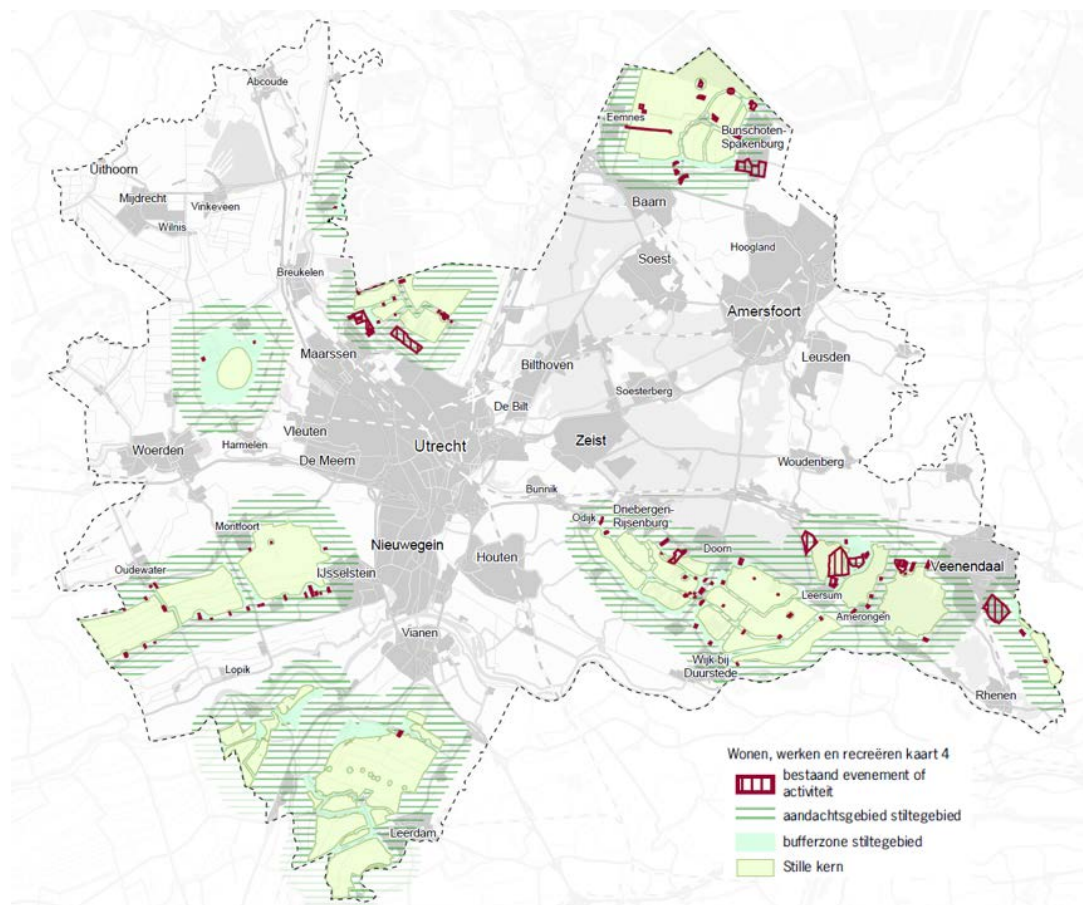 Abcoude
Eemnes
Bunschoten-
Spakenburg
Uithoorn
Mijdrecht
Vinkeveen
Wilnis
Baarn
Hoogland
Soest
Breukelen
Amersfoort
Maarssen
Bilthoven
Leusden
Soesterberg
De Bilt
Vleuten
Harmelen
Utrecht
Zeist
Woerden
De Meern
Woudenberg
Bunnik
Driebergen-
Rijsenburg
Odijk
Montfoort
Nieuwegein
Houten
Doorn
Oudewater
IJsselstein
Veenendaal
Leersum
Amerongen
Vianen
Lopik
Wijk bij
Duurstede
Rhenen
Wonen, werken en recreëren kaart 4
bestaand evenement of
activiteit
aandachtsgebied stiltegebied
bufferzone stiltegebied
Stille kern
Leerdam